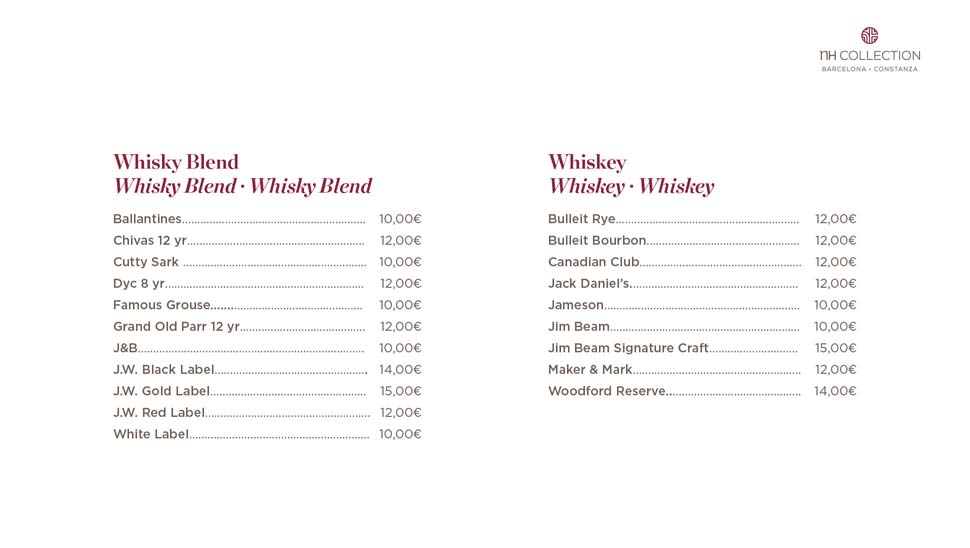 NH COLLECTION
BARCELONA - CONSTANZA
Whisky Blend
Whisky Blend · Whisky Blend
Ballantines............................................................ 10,00€
Chivas 12 yr.......................................................... 12,00€
Cutty Sark ............................................................ 10,00€
Dyc 8 yr................................................................. 12,00€
Famous Grouse.................................................. 10,00€
Grand Old Parr 12 yr......................................... 12,00€
J&B.......................................................................... 10,00€
J.W. Black Label.................................................. 14,00€
J.W. Gold Label................................................... 15,00€
J.W. Red Label...................................................... 12,00€
White Label........................................................... 10,00€
Whiskey
Whiskey · Whiskey
Bulleit Rye............................................................ 12,00€
Bulleit Bourbon.................................................. 12,00€
Canadian Club..................................................... 12,00€
Jack Daniel’s....................................................... 12,00€
Jameson................................................................ 10,00€
Jim Beam.............................................................. 10,00€
Jim Beam Signature Craft............................. 15,00€
Maker & Mark....................................................... 12,00€
Woodford Reserve............................................ 14,00€